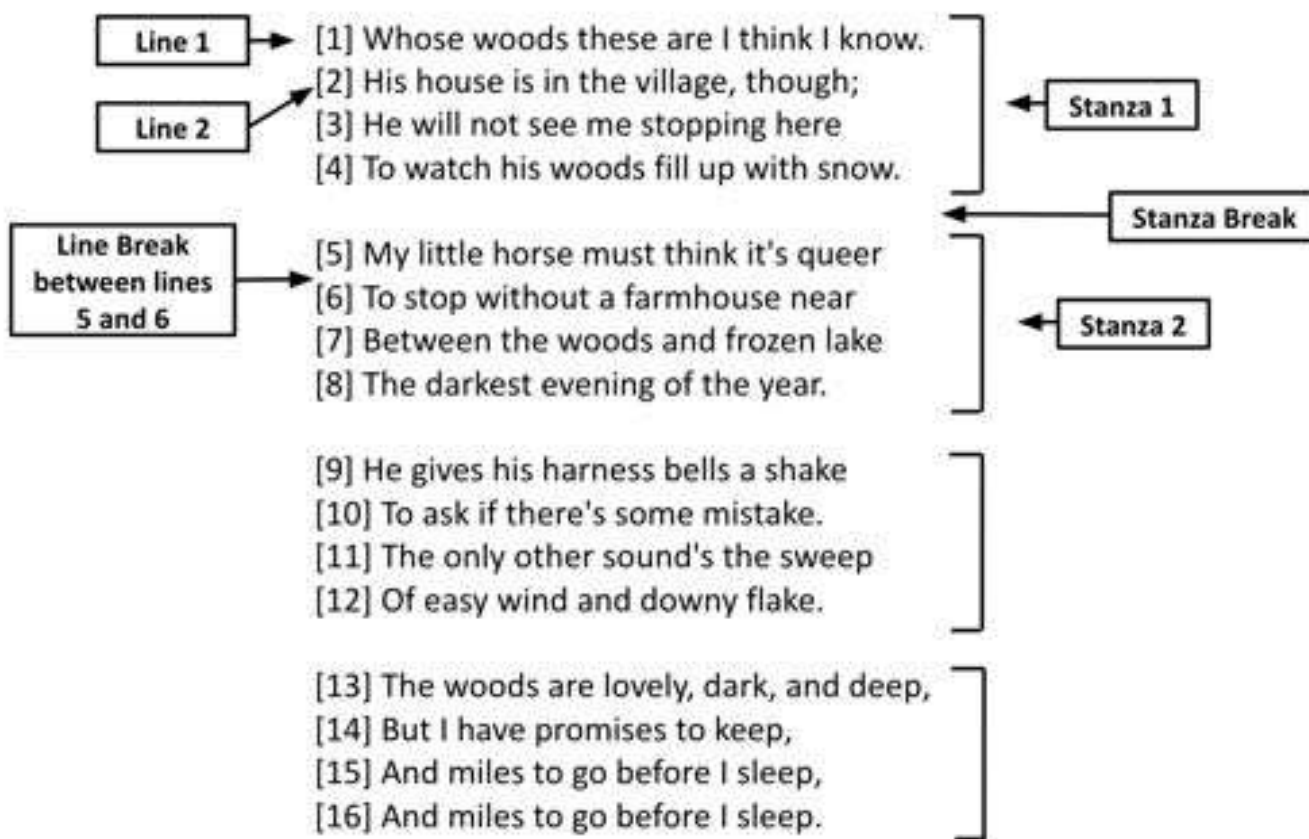 Line 1
[1] Whose woods these are I think I know.
[2] His house is in the village, though;
Line 2
[3] He will not see me stopping here
[4] To watch his woods fill up with snow.
Stanza 1
Stanza Break
Line Break
between lines
5 and 6
[5] My little horse must think it's queer
[6] To stop without a farmhouse near
[7] Between the woods and frozen lake
[8] The darkest evening of the year.
Stanza 2
[9] He gives his harness bells a shake
[10] To ask if there's some mistake.
[11] The only other sound's the sweep
[12] Of easy wind and downy flake.
[13] The woods are lovely, dark, and deep,
[14] But I have promises to keep,
[15] And miles to go before I sleep,
[16] And miles to go before I sleep.